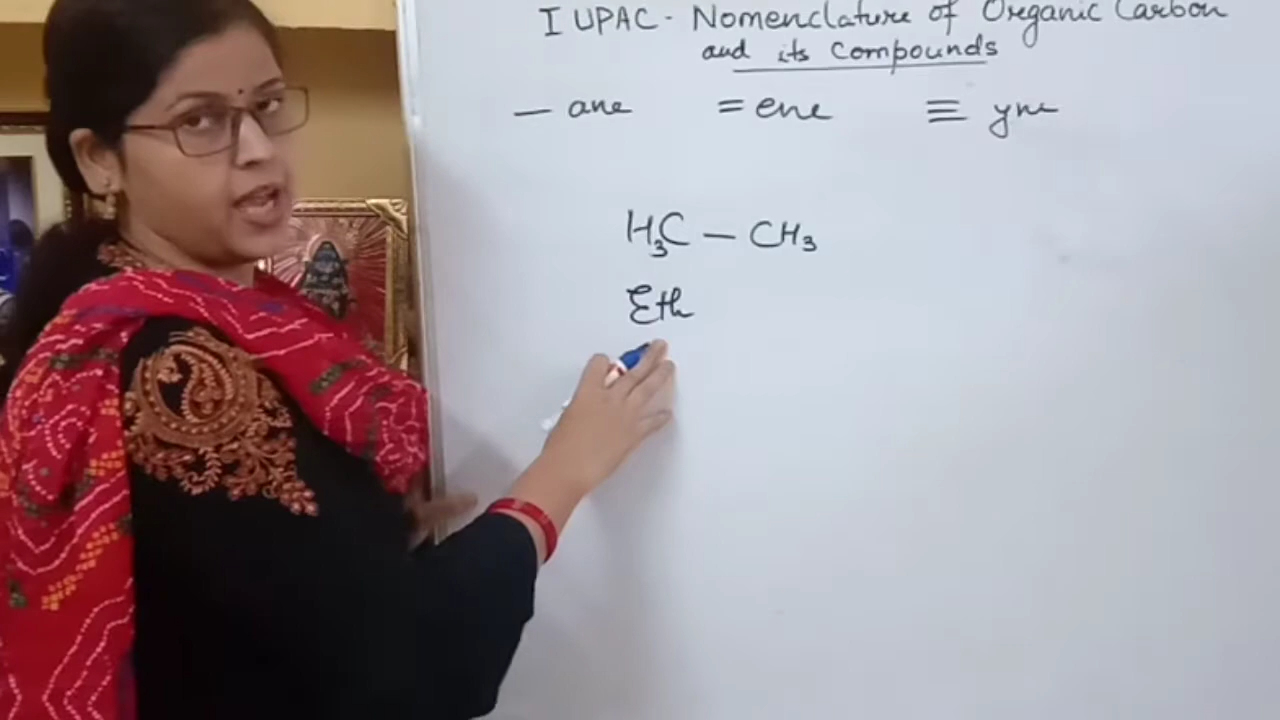 IUPAC - Nomenclature of Organic Carbon
and its Compounds
— ane = ene ≡ yne
H₃C — CH₃
Eth